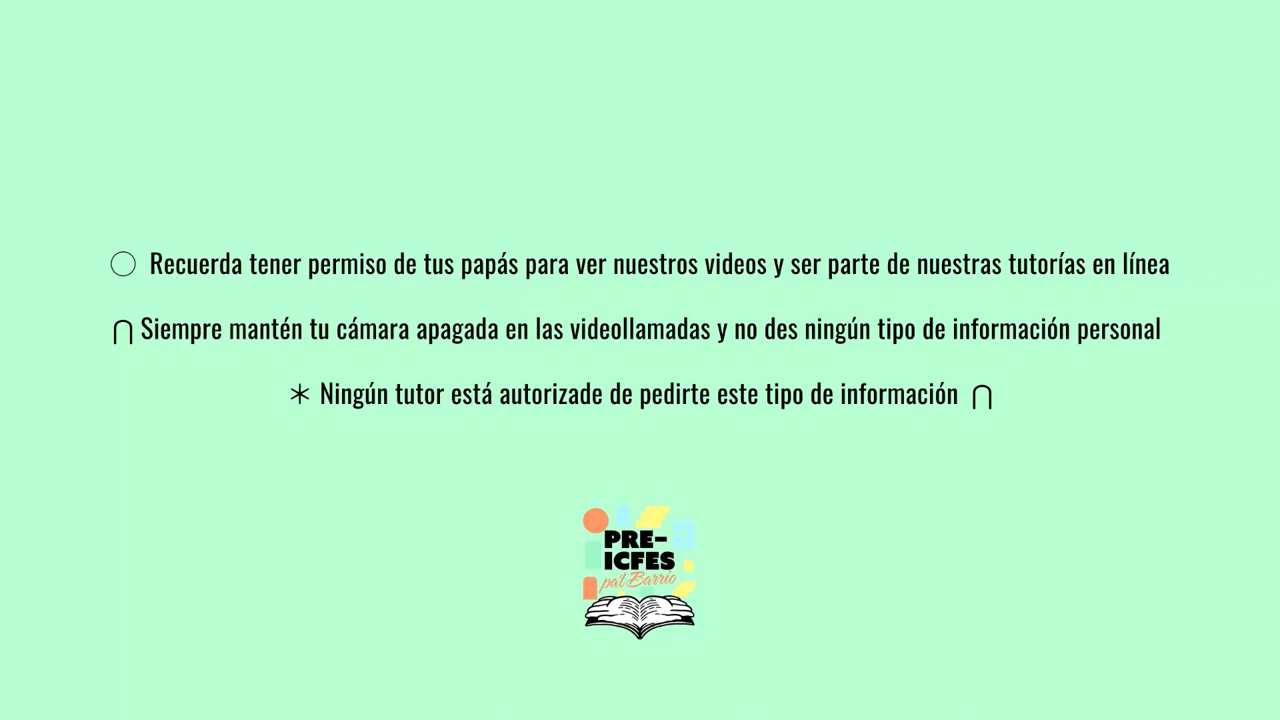 Recuerda tener permiso de tus papás para ver nuestros videos y ser parte de nuestras tutorías en línea
Siempre mantén tu cámara apagada en las videollamadas y no des ningún tipo de información personal
Ningún tutor está autorizade de pedirte este tipo de información
PRE-
ICFES
pa'l Barrio